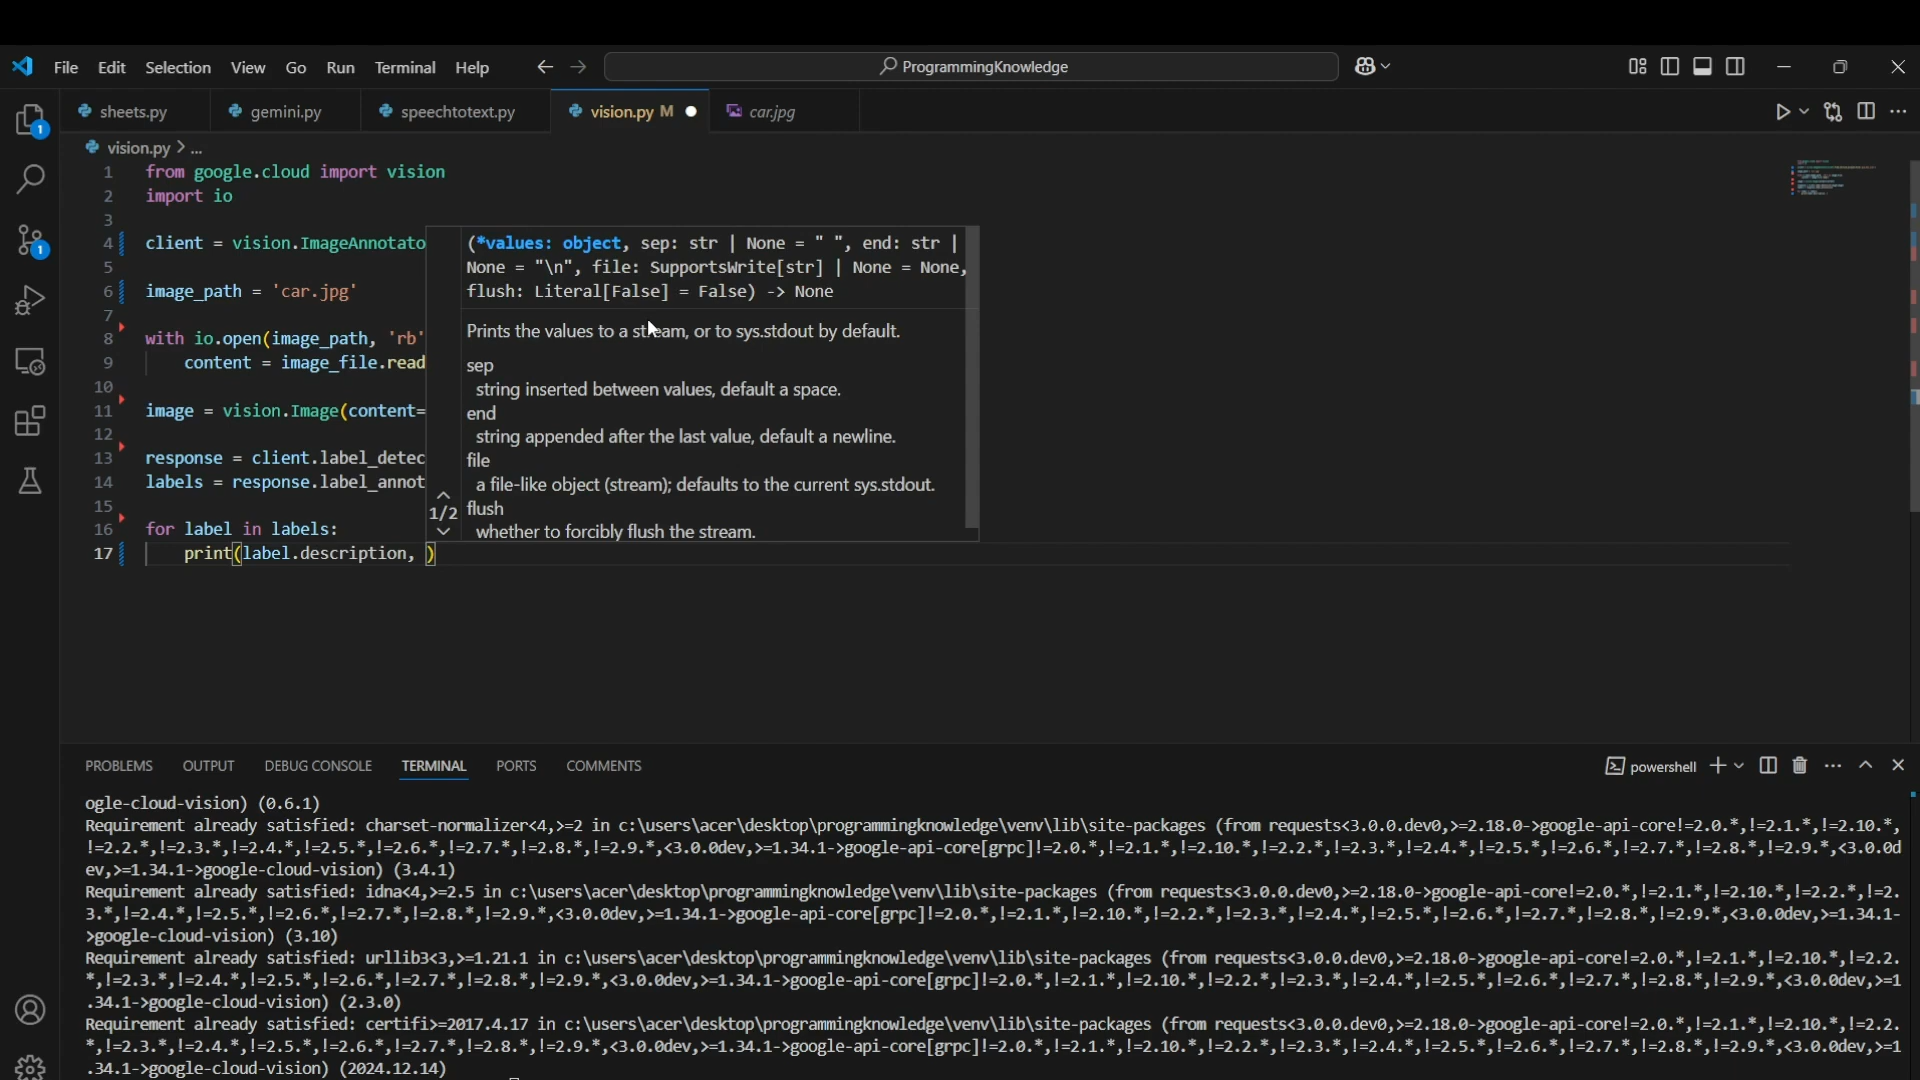 File Edit Selection View Go Run Terminal Help
ProgrammingKnowledge
sheets.py gemini.py speechtotext.py vision.py M car.jpg
vision.py > ...
1 from google.cloud import vision
2 import io
3
4 client = vision.ImageAnnotato
5
6 image_path = 'car.jpg'
7
8 with io.open(image_path, 'rb'
9 content = image_file.read
10
11 image = vision.Image(content=
12
13 response = client.label_detec
14 labels = response.label_annot
15
16 for label in labels:
17 print(label.description, )
(*values: object, sep: str | None = " ", end: str |
None = "\n", file: SupportsWrite[str] | None = None,
flush: Literal[False] = False) -> None
Prints the values to a stream, or to sys.stdout by default.
sep
string inserted between values, default a space.
end
string appended after the last value, default a newline.
file
a file-like object (stream); defaults to the current sys.stdout.
1/2
flush
whether to forcibly flush the stream.
1
1
PROBLEMS OUTPUT DEBUG CONSOLE TERMINAL PORTS COMMENTS
powershell
ogle-cloud-vision) (0.6.1)
Requirement already satisfied: charset-normalizer<4,>=2 in c:\users\acer\desktop\programmingknowledge\venv\lib\site-packages (from requests<3.0.0.dev0,>=2.18.0->google-api-core!=2.0.*,!=2.1.*,!=2.10.*,
!=2.2.*,!=2.3.*,!=2.4.*,!=2.5.*,!=2.6.*,!=2.7.*,!=2.8.*,!=2.9.*,<3.0.0dev,>=1.34.1->google-api-core[grpc]!=2.0.*,!=2.1.*,!=2.10.*,!=2.2.*,!=2.3.*,!=2.4.*,!=2.5.*,!=2.6.*,!=2.7.*,!=2.8.*,!=2.9.*,<3.0.0d
ev,>=1.34.1->google-cloud-vision) (3.4.1)
Requirement already satisfied: idna<4,>=2.5 in c:\users\acer\desktop\programmingknowledge\venv\lib\site-packages (from requests<3.0.0.dev0,>=2.18.0->google-api-core!=2.0.*,!=2.1.*,!=2.10.*,!=2.2.*,!=2.
3.*,!=2.4.*,!=2.5.*,!=2.6.*,!=2.7.*,!=2.8.*,!=2.9.*,<3.0.0dev,>=1.34.1->google-api-core[grpc]!=2.0.*,!=2.1.*,!=2.10.*,!=2.2.*,!=2.3.*,!=2.4.*,!=2.5.*,!=2.6.*,!=2.7.*,!=2.8.*,!=2.9.*,<3.0.0dev,>=1.34.1-
>google-cloud-vision) (3.10)
Requirement already satisfied: urllib3<3,>=1.21.1 in c:\users\acer\desktop\programmingknowledge\venv\lib\site-packages (from requests<3.0.0.dev0,>=2.18.0->google-api-core!=2.0.*,!=2.1.*,!=2.10.*,!=2.2.
*,!=2.3.*,!=2.4.*,!=2.5.*,!=2.6.*,!=2.7.*,!=2.8.*,!=2.9.*,<3.0.0dev,>=1.34.1->google-api-core[grpc]!=2.0.*,!=2.1.*,!=2.10.*,!=2.2.*,!=2.3.*,!=2.4.*,!=2.5.*,!=2.6.*,!=2.7.*,!=2.8.*,!=2.9.*,<3.0.0dev,>=1
.34.1->google-cloud-vision) (2.3.0)
Requirement already satisfied: certifi>=2017.4.17 in c:\users\acer\desktop\programmingknowledge\venv\lib\site-packages (from requests<3.0.0.dev0,>=2.18.0->google-api-core!=2.0.*,!=2.1.*,!=2.10.*,!=2.2.
*,!=2.3.*,!=2.4.*,!=2.5.*,!=2.6.*,!=2.7.*,!=2.8.*,!=2.9.*,<3.0.0dev,>=1.34.1->google-api-core[grpc]!=2.0.*,!=2.1.*,!=2.10.*,!=2.2.*,!=2.3.*,!=2.4.*,!=2.5.*,!=2.6.*,!=2.7.*,!=2.8.*,!=2.9.*,<3.0.0dev,>=1
.34.1->google-cloud-vision) (2024.12.14)